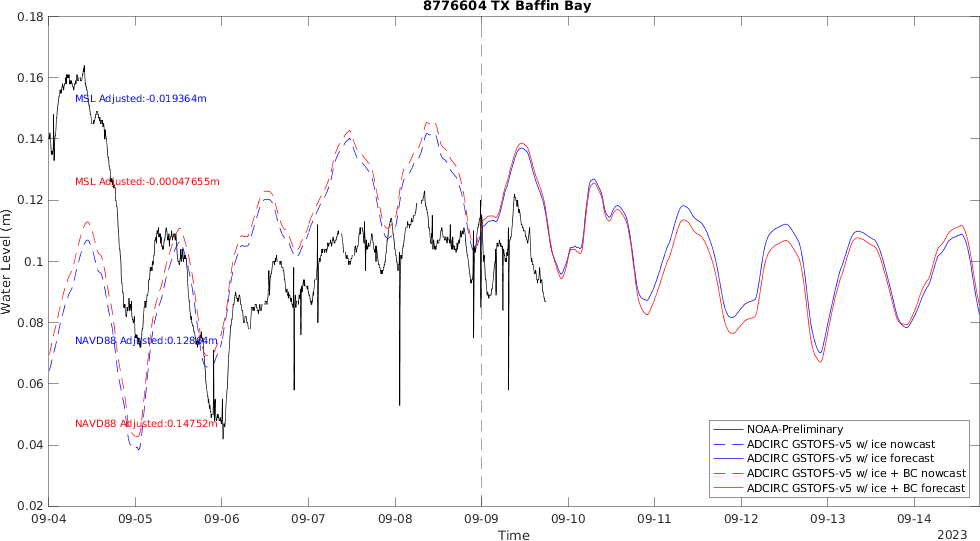 8776604 TX Baffin Bay
0.18
0.16
0.14
0.12
0.1
0.08
0.06
0.04
0.02
Water Level (m)
MSL Adjusted:-0.019364m
MSL Adjusted:-0.00047655m
NAVD88 Adjusted:0.12864m
NAVD88 Adjusted:0.14752m
NOAA-Preliminary
ADCIRC GSTOFS-v5 w/ ice nowcast
ADCIRC GSTOFS-v5 w/ ice forecast
ADCIRC GSTOFS-v5 w/ ice + BC nowcast
ADCIRC GSTOFS-v5 w/ ice + BC forecast
09-04 09-05 09-06 09-07 09-08 09-09 09-10 09-11 09-12 09-13 09-14
Time
2023